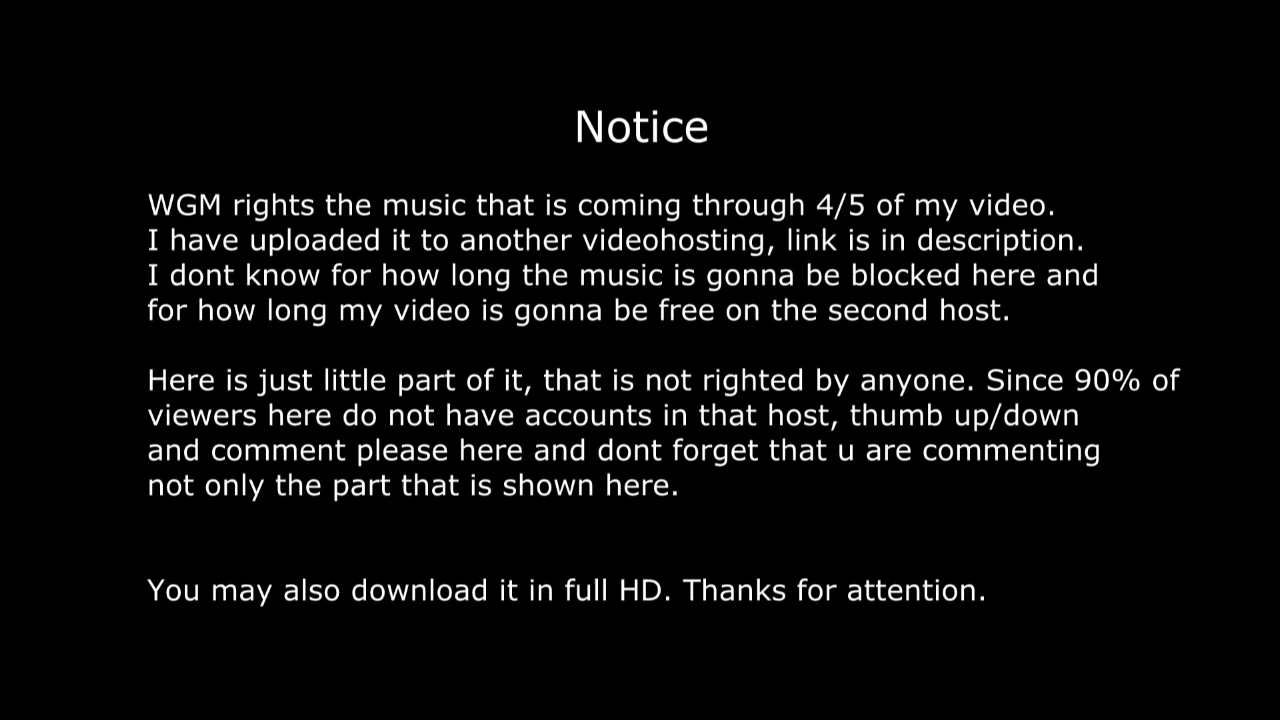 Notice
WGM rights the music that is coming through 4/5 of my video.
I have uploaded it to another videohosting, link is in description.
I dont know for how long the music is gonna be blocked here and
for how long my video is gonna be free on the second host.
Here is just little part of it, that is not righted by anyone. Since 90% of
viewers here do not have accounts in that host, thumb up/down
and comment please here and dont forget that u are commenting
not only the part that is shown here.
You may also download it in full HD. Thanks for attention.